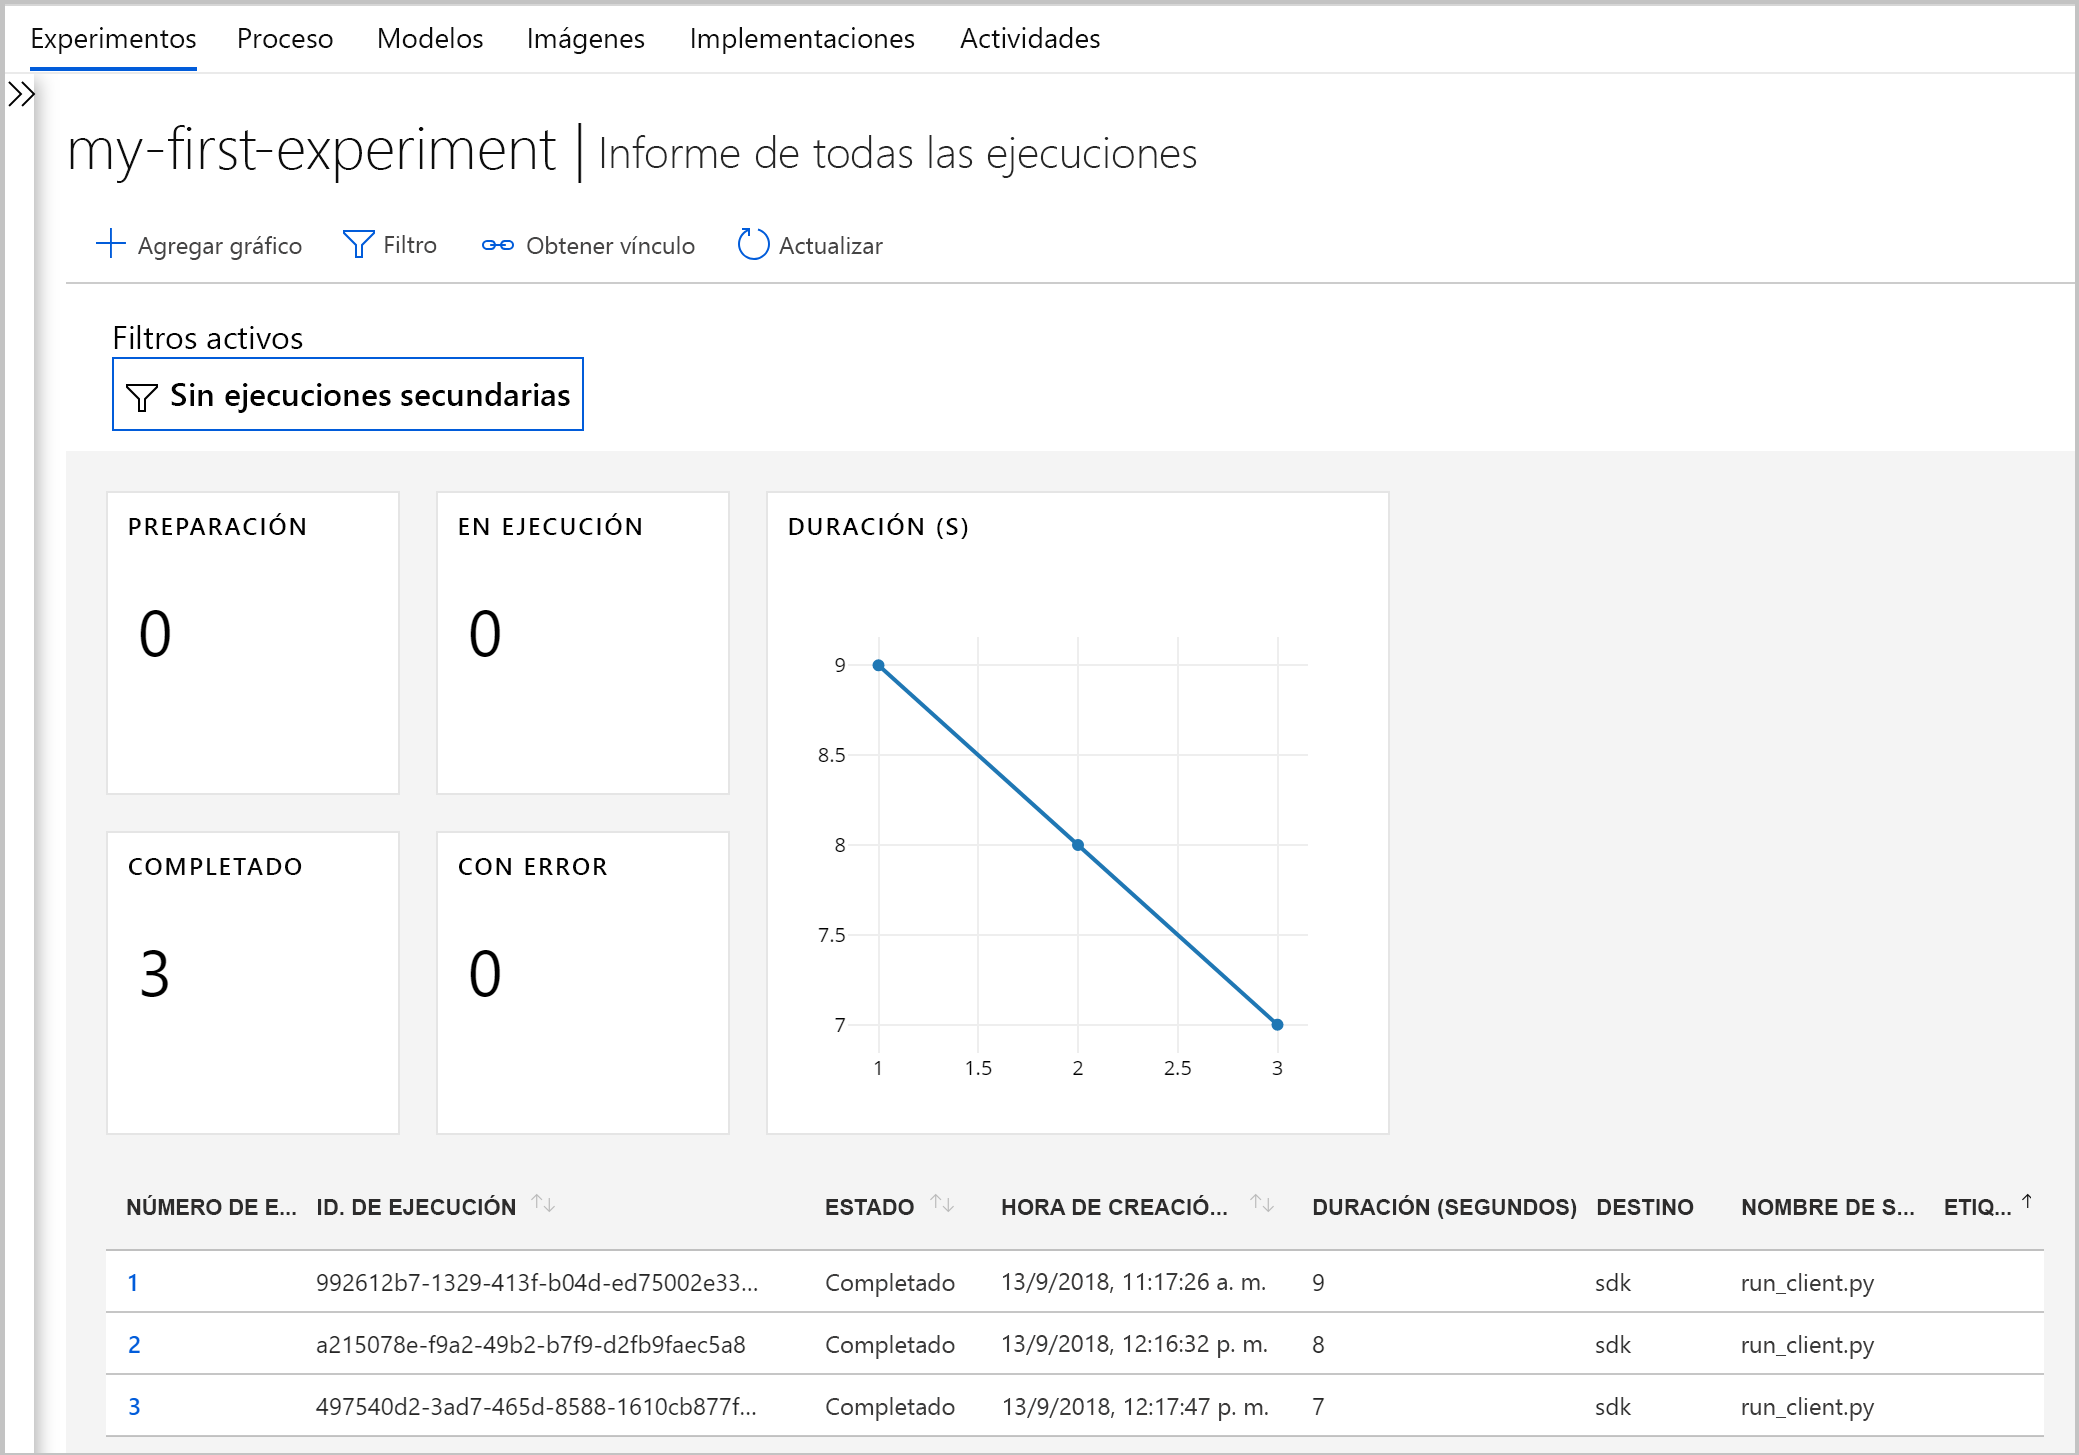 Experimentos Proceso Modelos Imágenes Implementaciones Actividades
my-first-experiment | Informe de todas las ejecuciones
Agregar gráfico Filtro Obtener vínculo Actualizar
Filtros activos
Sin ejecuciones secundarias
PREPARACIÓN
0
EN EJECUCIÓN
0
COMPLETADO
3
CON ERROR
0
DURACIÓN (S)
9
8.5
8
7.5
7
1 1.5 2 2.5 3
NÚMERO DE E... ID. DE EJECUCIÓN ESTADO HORA DE CREACIÓ... DURACIÓN (SEGUNDOS) DESTINO NOMBRE DE S... ETIQ...
1 992612b7-1329-413f-b04d-ed75002e33... Completado 13/9/2018, 11:17:26 a. m. 9 sdk run_client.py
2 a215078e-f9a2-49b2-b7f9-d2fb9faec5a8 Completado 13/9/2018, 12:16:32 p. m. 8 sdk run_client.py
3 497540d2-3ad7-465d-8588-1610cb877f... Completado 13/9/2018, 12:17:47 p. m. 7 sdk run_client.py